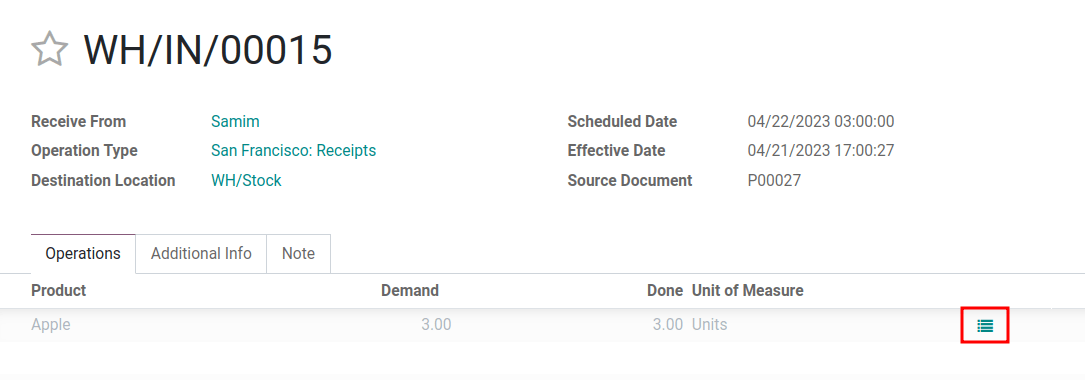 WH/IN/00015
Receive From Samim Scheduled Date 04/22/2023 03:00:00
Operation Type San Francisco: Receipts Effective Date 04/21/2023 17:00:27
Destination Location WH/Stock Source Document P00027
Operations Additional Info Note
Product Demand Done Unit of Measure
Apple 3.00 3.00 Units